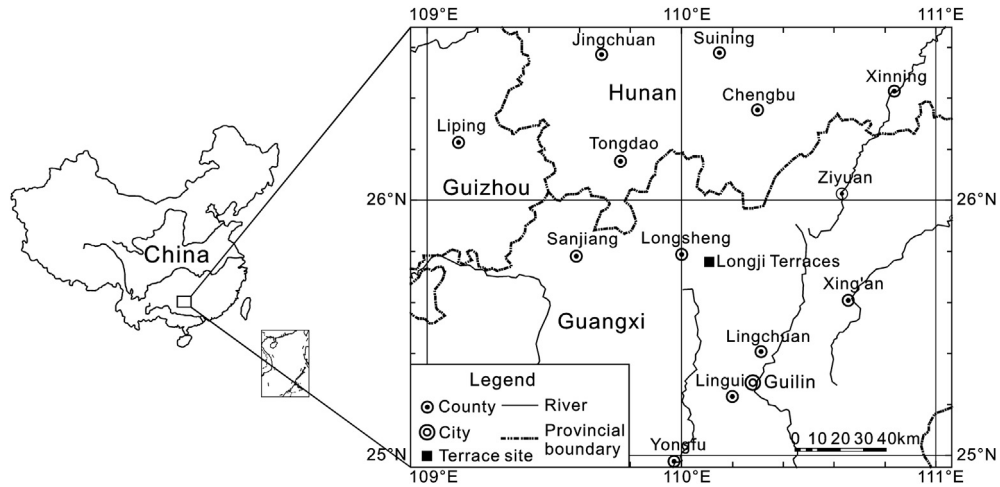 109°E
110°E
111°E
Jingchuan
Suining
Xinning
Hunan
Chengbu
Liping
Tongdao
Ziyuan
Guizhou
26°N
26°N
Sanjiang
Longsheng
China
Longji Terraces
Xing'an
Guangxi
Lingchuan
Legend
Lingui
Guilin
County
River
City
Provincial
boundary
Terrace site
Yongfu
0 10 20 30 40km
25°N
25°N
109°E
110°E
111°E